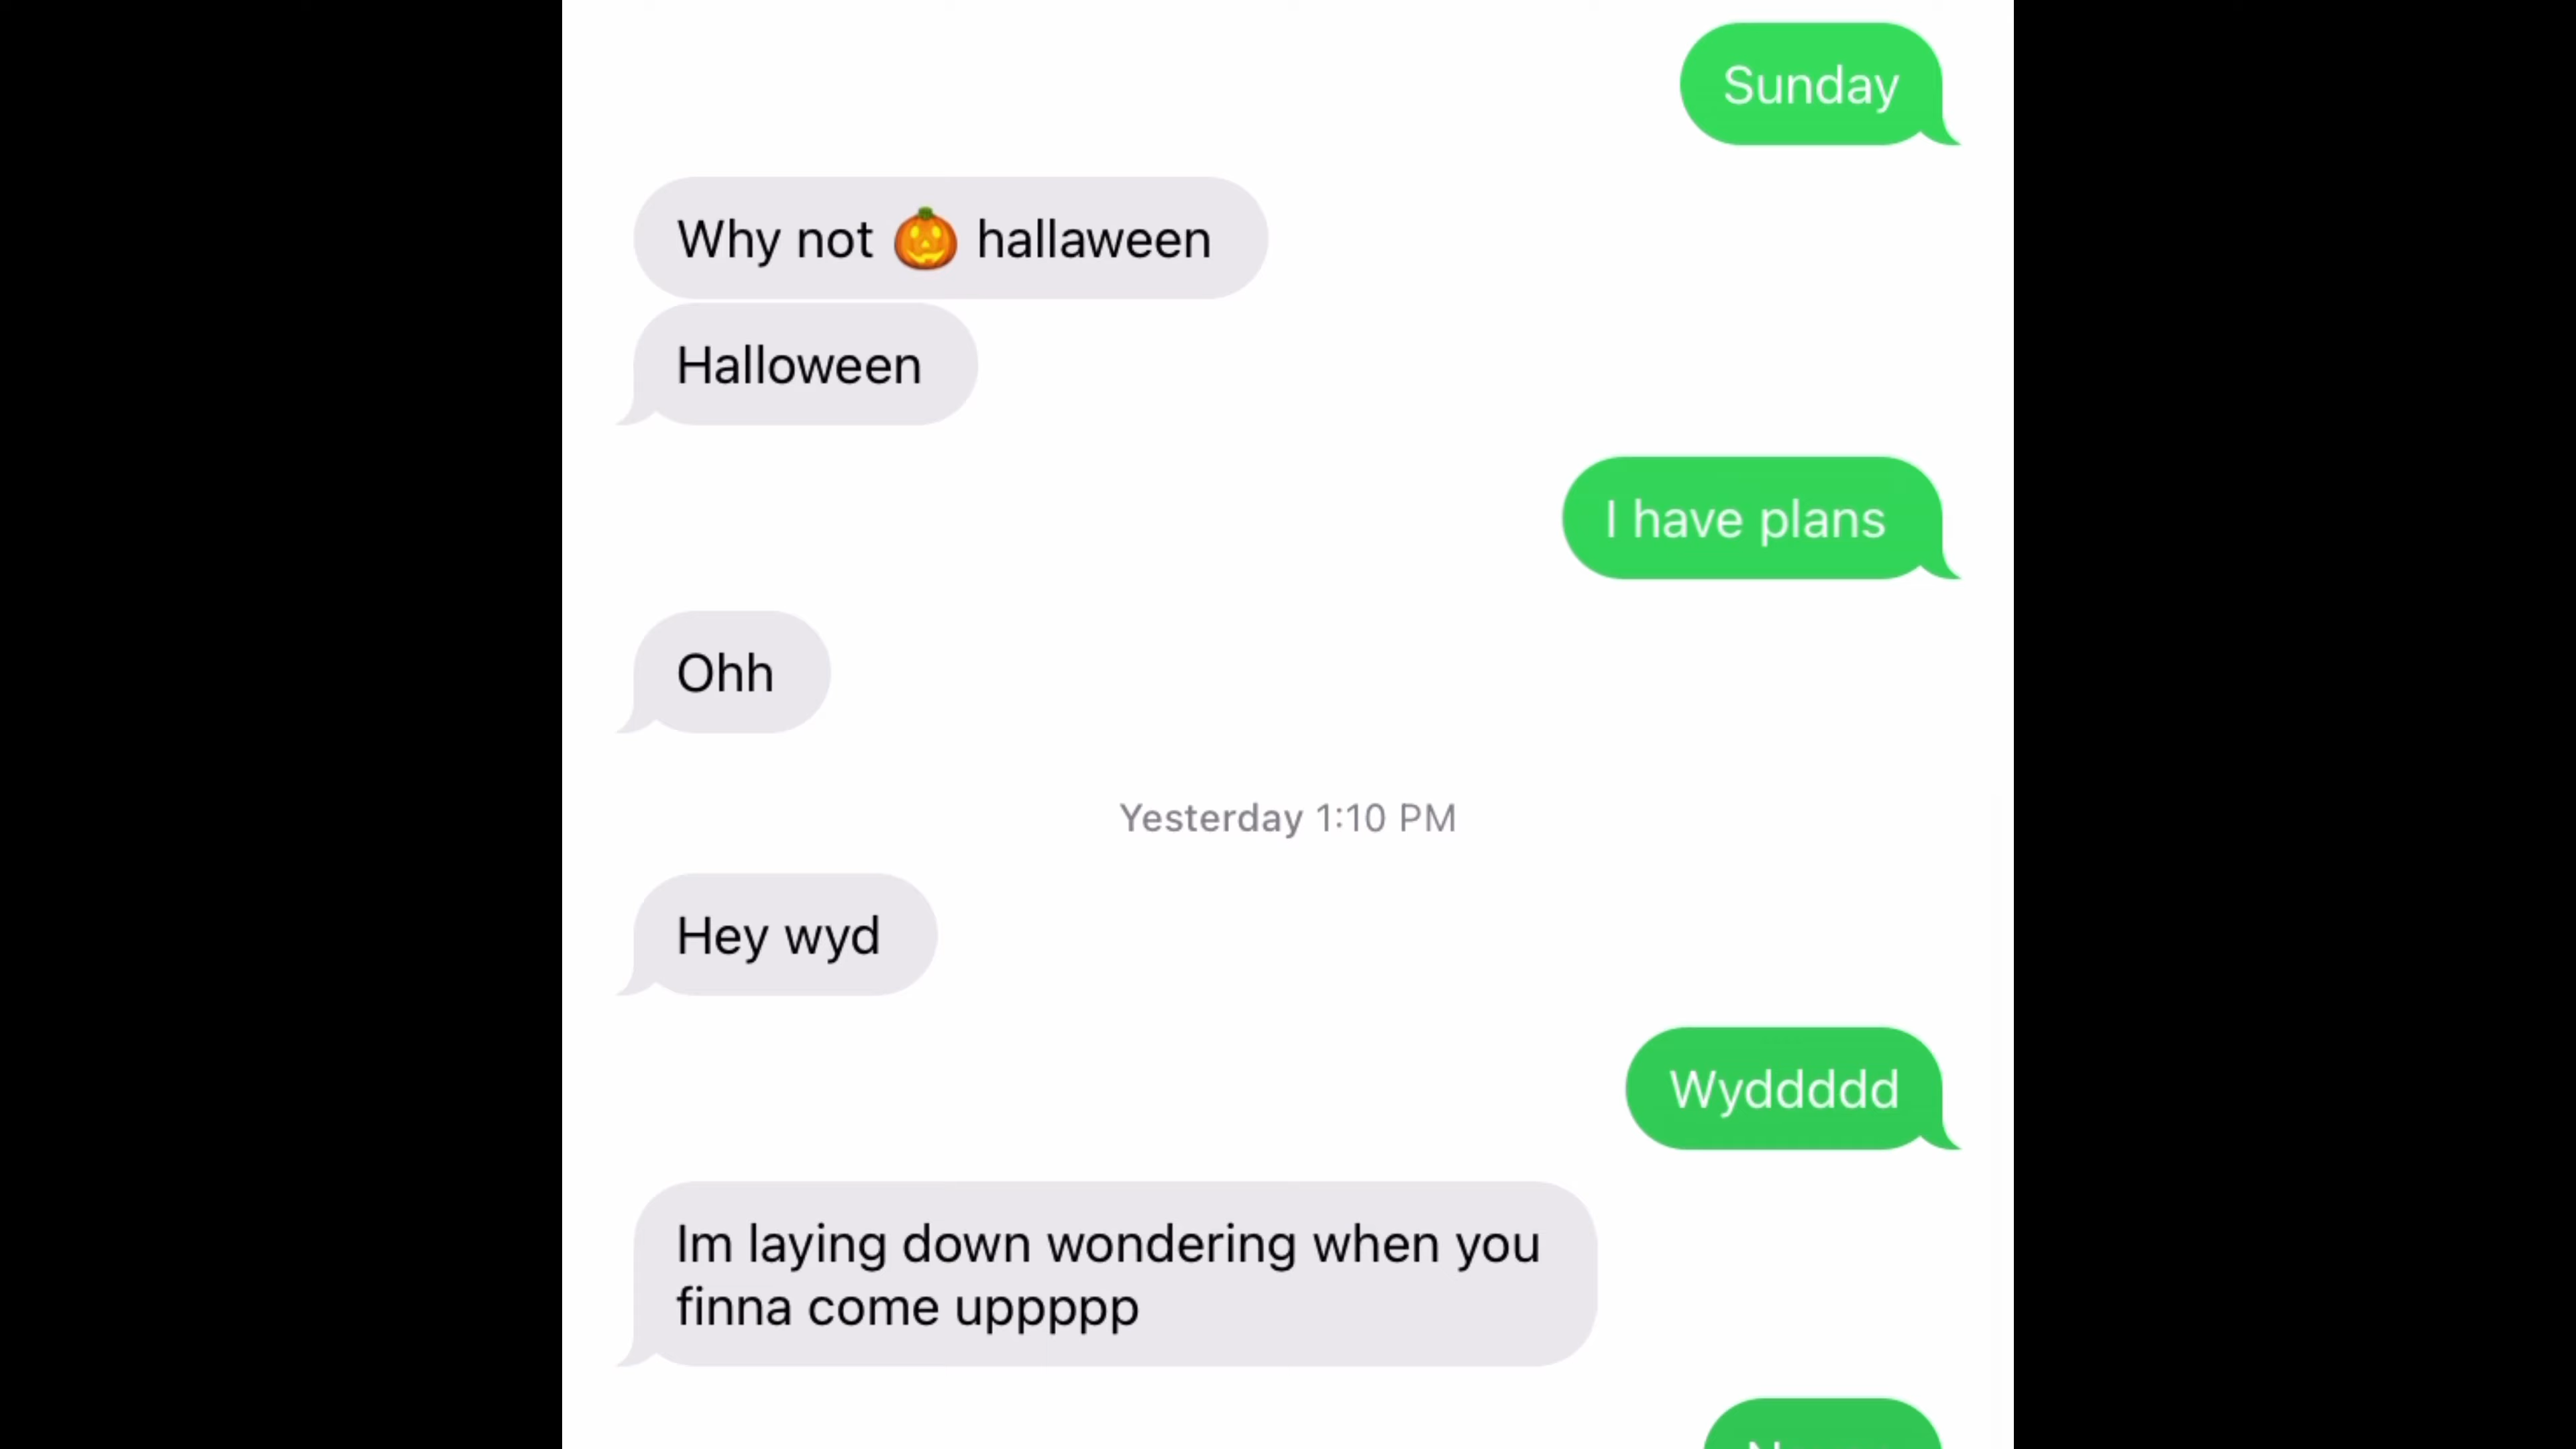 Sunday
Why not 🎃 hallaween
Halloween
I have plans
Ohh
Yesterday 1:10 PM
Hey wyd
Wyddddd
Im laying down wondering when you
finna come uppppp